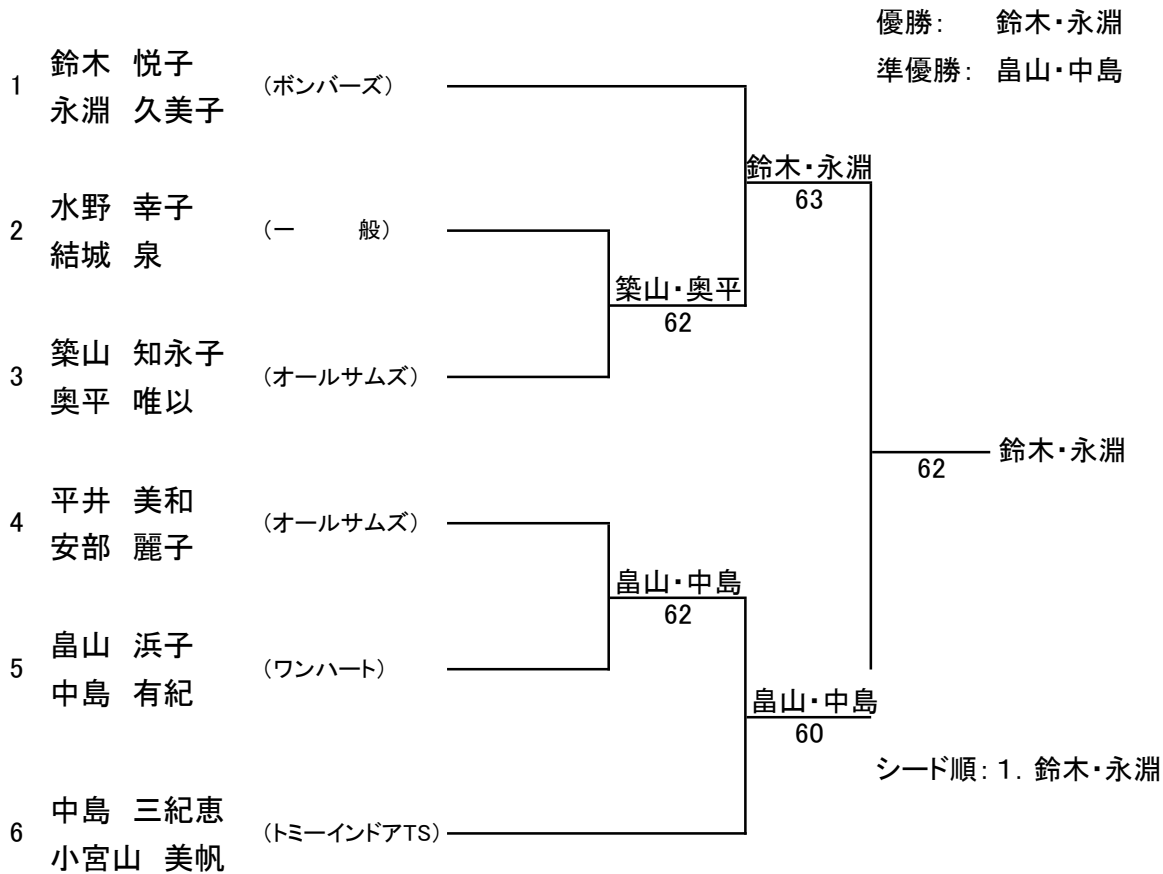 優勝: 鈴木・永淵
準優勝: 畠山・中島
1 鈴木 悦子
永淵 久美子
(ボンバーズ)
鈴木・永淵
63
2 水野 幸子
結城 泉
(一 般)
築山・奥平
62
3 築山 知永子
奥平 唯以
(オールサムズ)
62 鈴木・永淵
4 平井 美和
安部 麗子
(オールサムズ)
畠山・中島
62
5 畠山 浜子
中島 有紀
(ワンハート)
畠山・中島
60
シード順: 1. 鈴木・永淵
6 中島 三紀恵
小宮山 美帆
(トミーインドアTS)